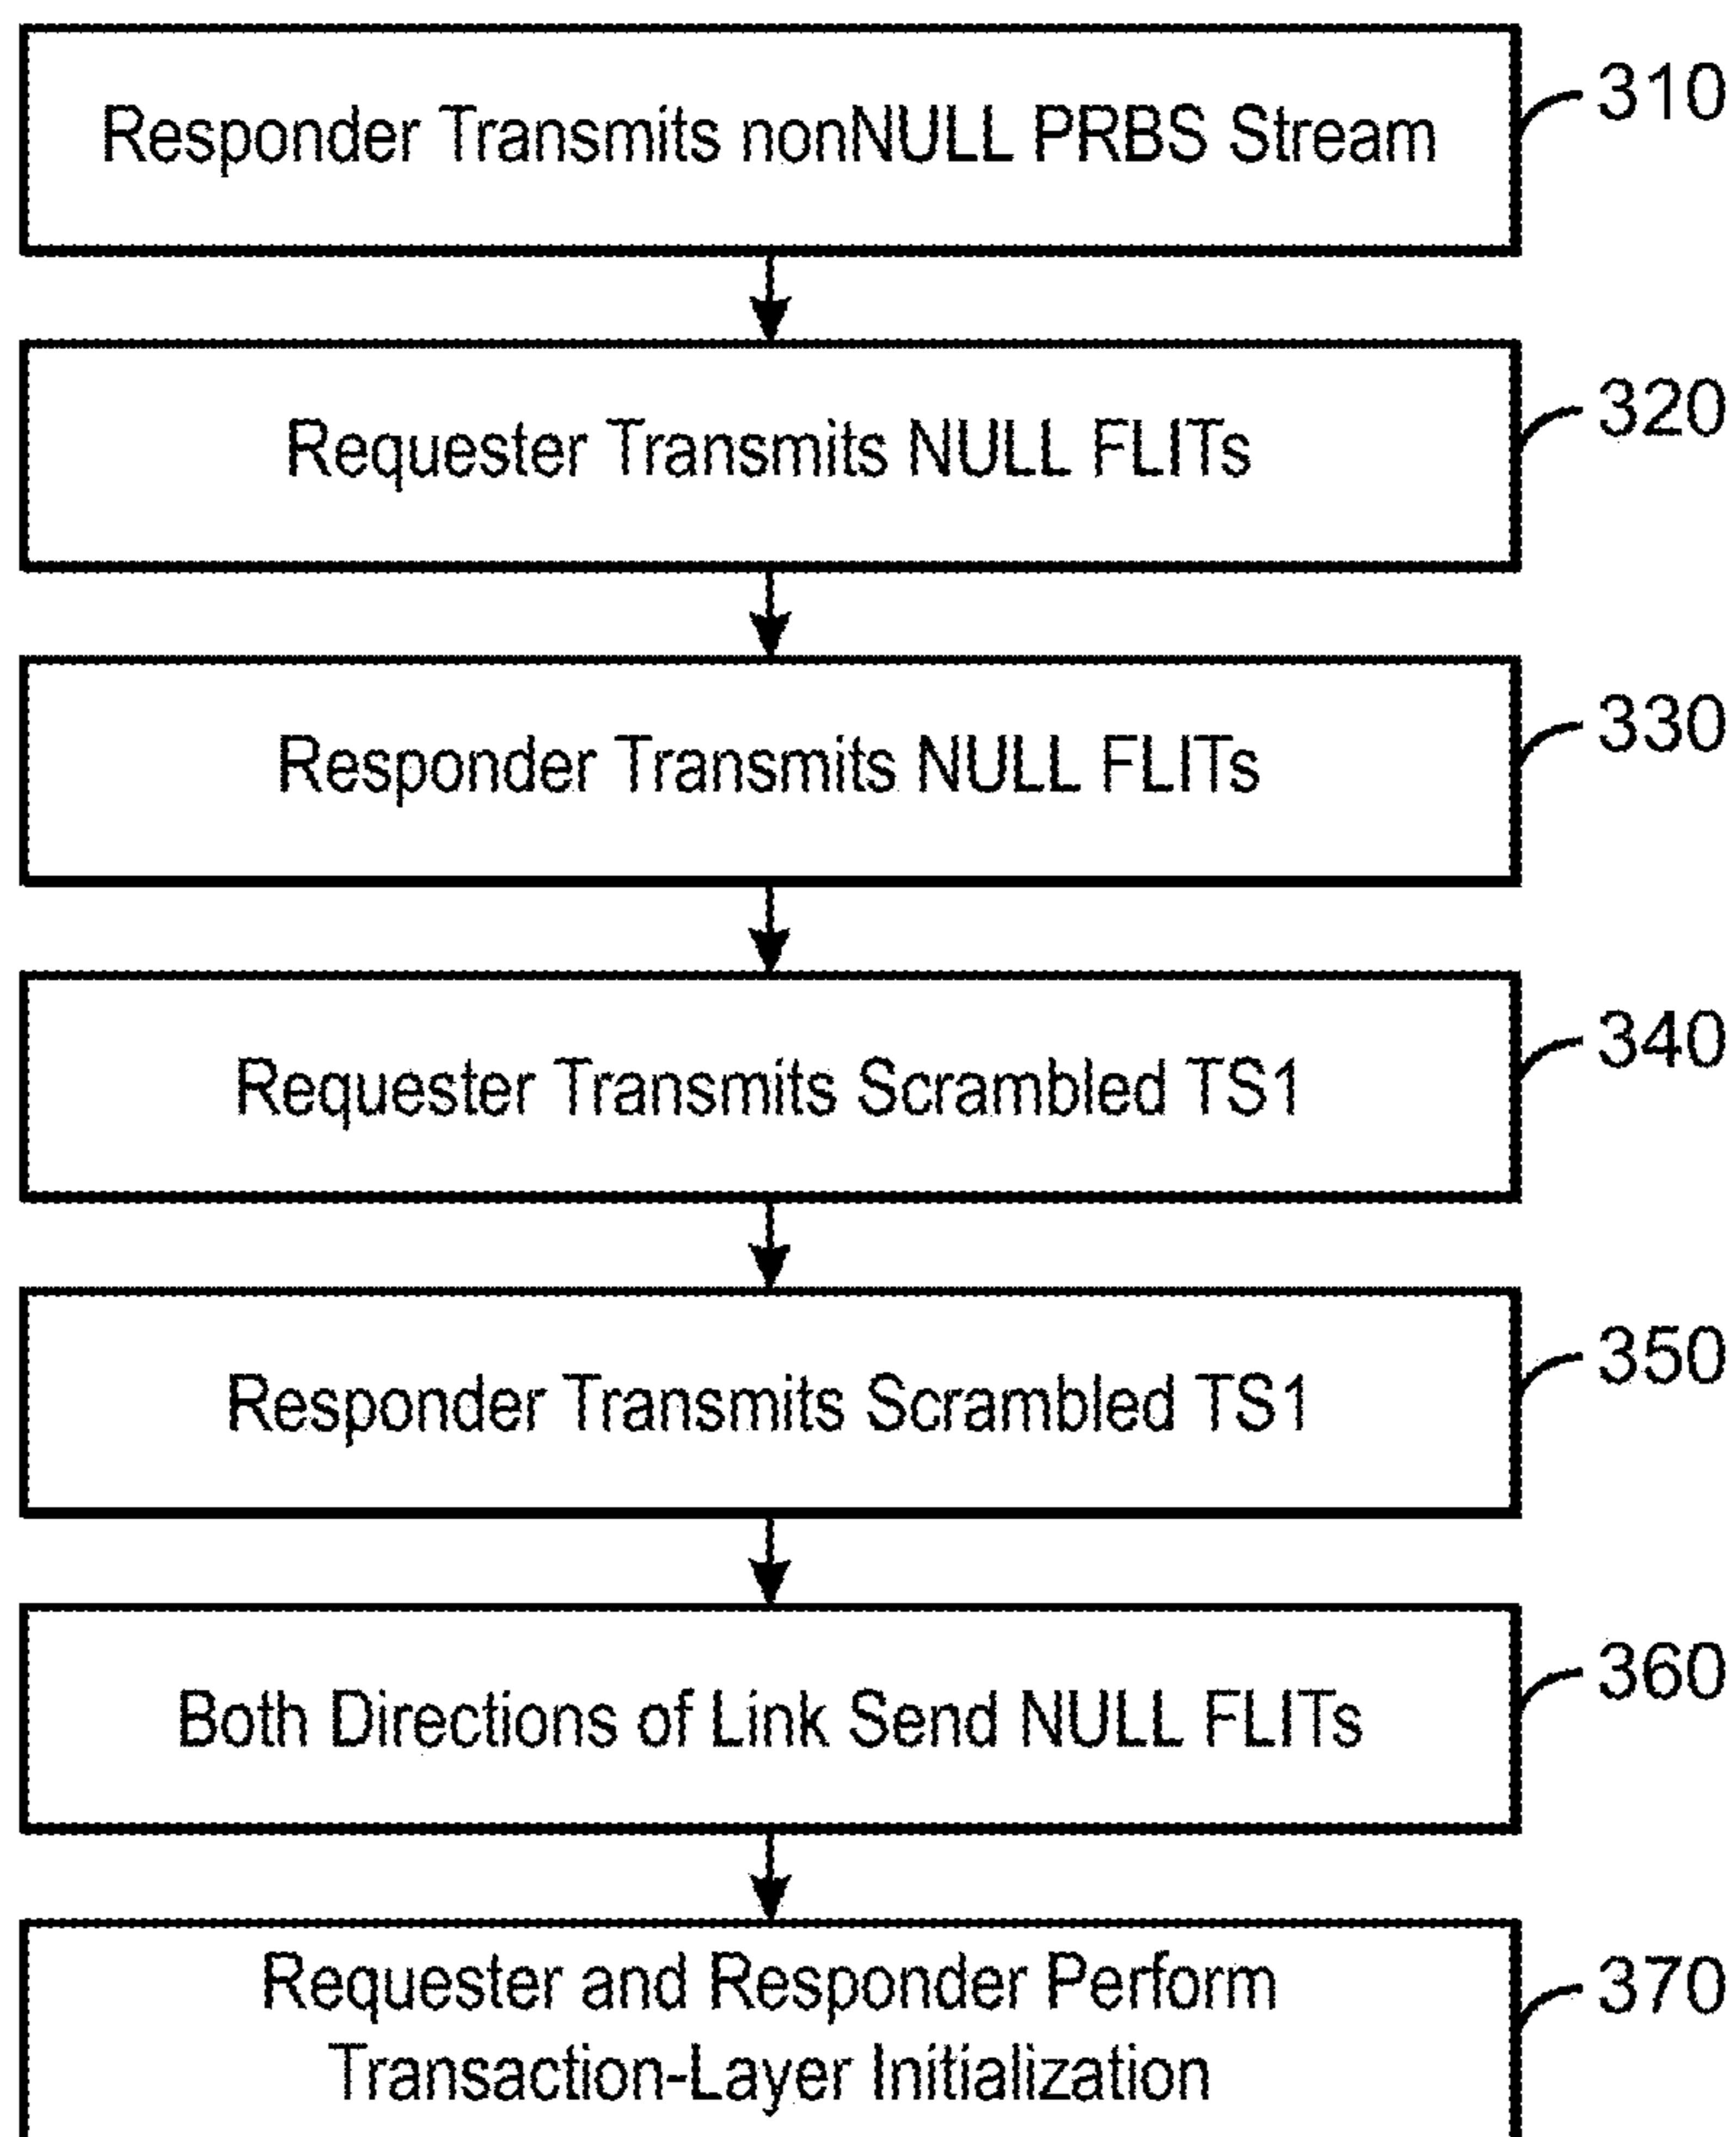 Responder Transmits nonNULL PRBS Stream
310
Requester Transmits NULL FLITs
320
Responder Transmits NULL FLITs
330
Requester Transmits Scrambled TS1
340
Responder Transmits Scrambled TS1
350
Both Directions of Link Send NULL FLITs
360
Requester and Responder Perform
Transaction-Layer Initialization
370